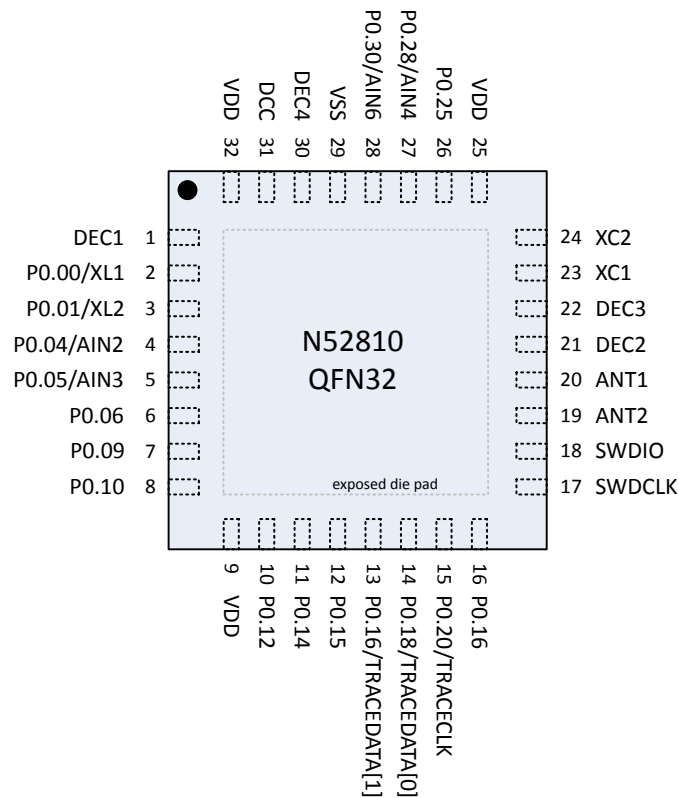 P0.30/AIN6
P0.28/AIN4
VDD DCC DEC4 VSS P0.25 VDD
32 31 30 29 28 27 26 25
DEC1 1
P0.00/XL1 2
P0.01/XL2 3
P0.04/AIN2 4
P0.05/AIN3 5
P0.06 6
P0.09 7
P0.10 8
N52810
QFN32
exposed die pad
24 XC2
23 XC1
22 DEC3
21 DEC2
20 ANT1
19 ANT2
18 SWDIO
17 SWDCLK
9 VDD
10 P0.12
11 P0.14
12 P0.15
13 P0.16/TRACEDATA[1]
14 P0.18/TRACEDATA[0]
15 P0.20/TRACECLK
16 P0.16